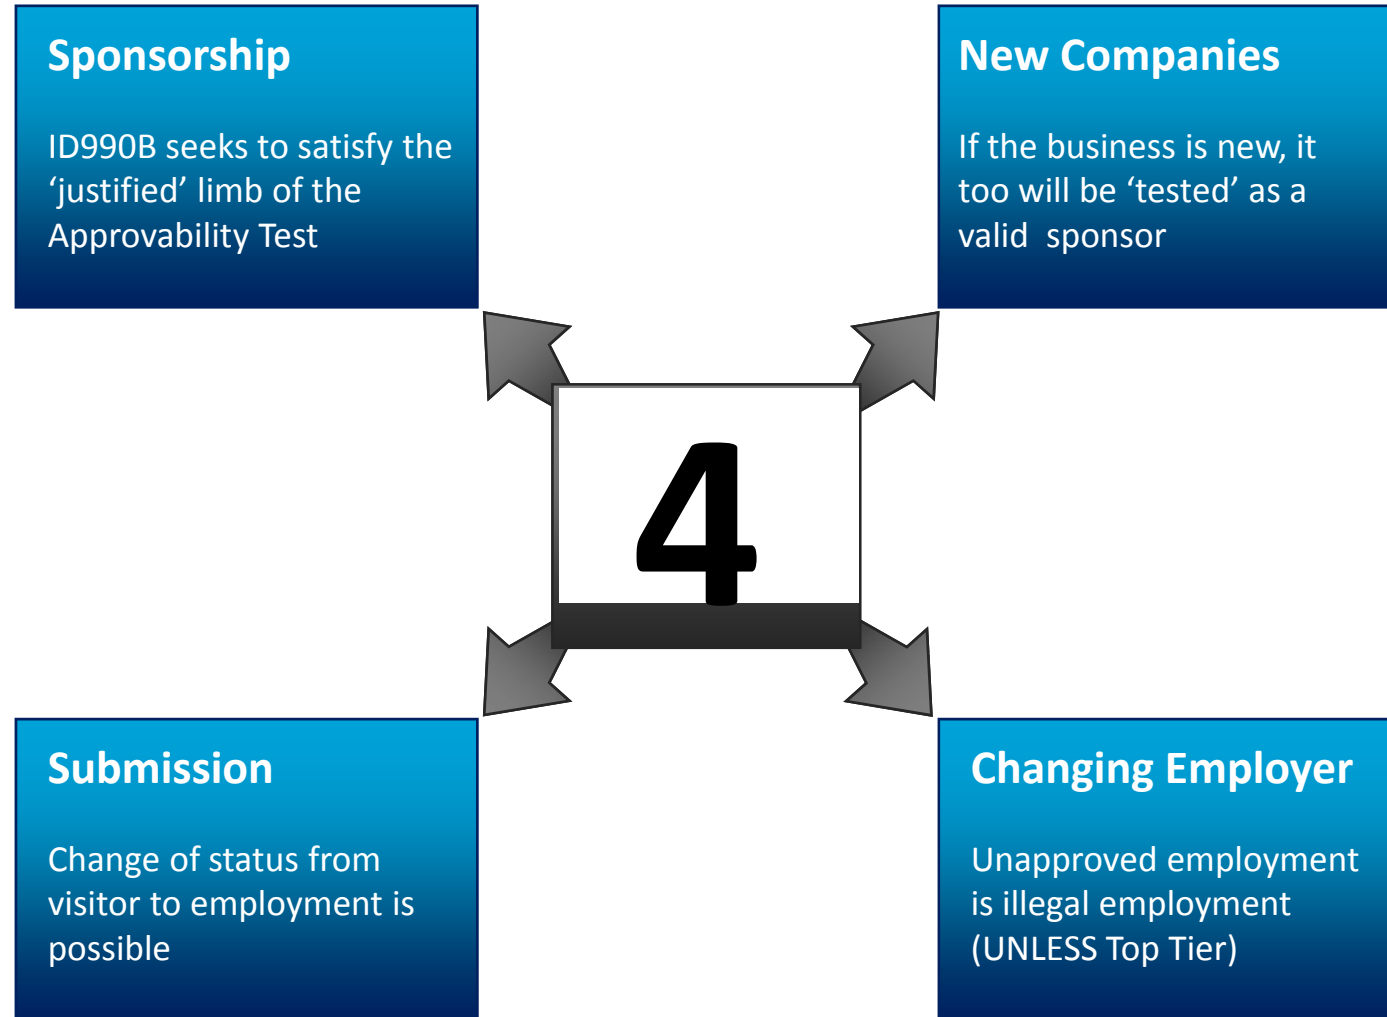 Sponsorship
ID990B seeks to satisfy the
‘justified’ limb of the
Approvability Test
New Companies
If the business is new, it
too will be ‘tested’ as a
valid  sponsor
4
Submission
Change of status from
visitor to employment is
possible
Changing Employer
Unapproved employment
is illegal employment
(UNLESS Top Tier)